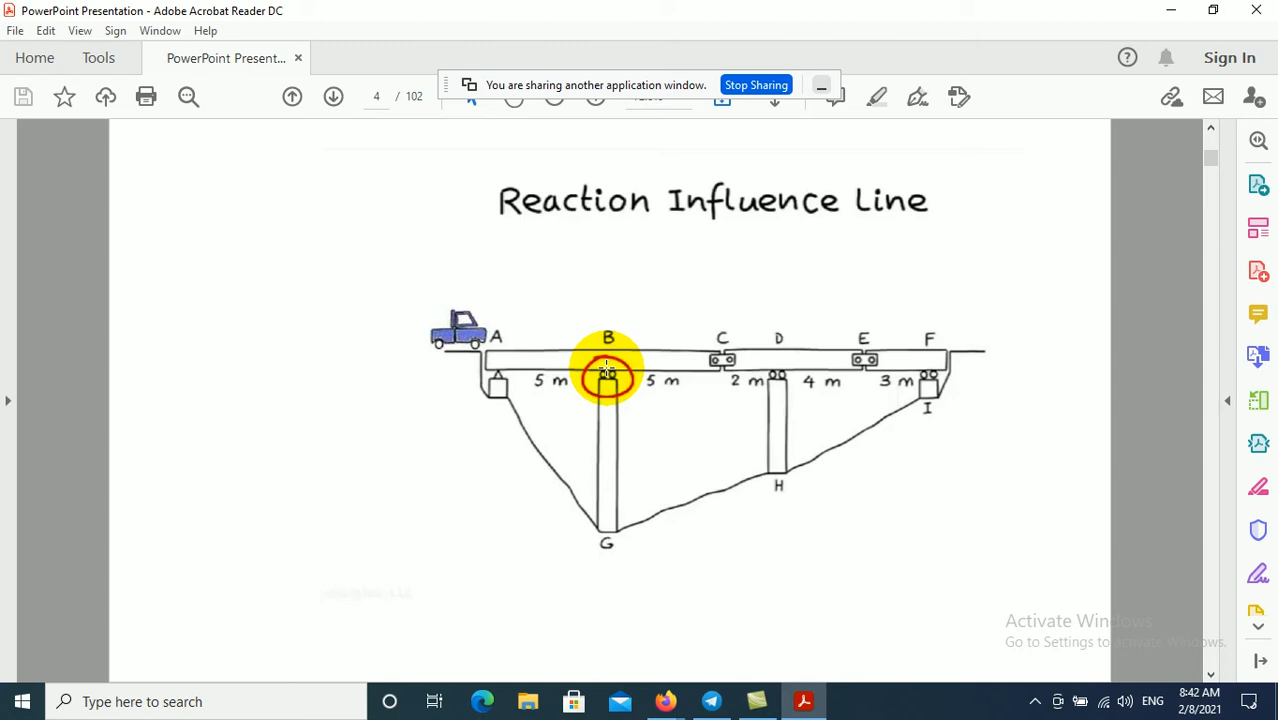 PowerPoint Presentation - Adobe Acrobat Reader DC
File Edit View Sign Window Help
Home Tools PowerPoint Present... × Sign In
You are sharing another application window. Stop Sharing
4 / 102
Reaction Influence Line
A B C D E F
5 m 5 m 2 m 4 m 3 m
I
H
G
Activate Windows
Go to Settings to Activate Windows.
Type here to search
ENG
8:42 AM
2/8/2021